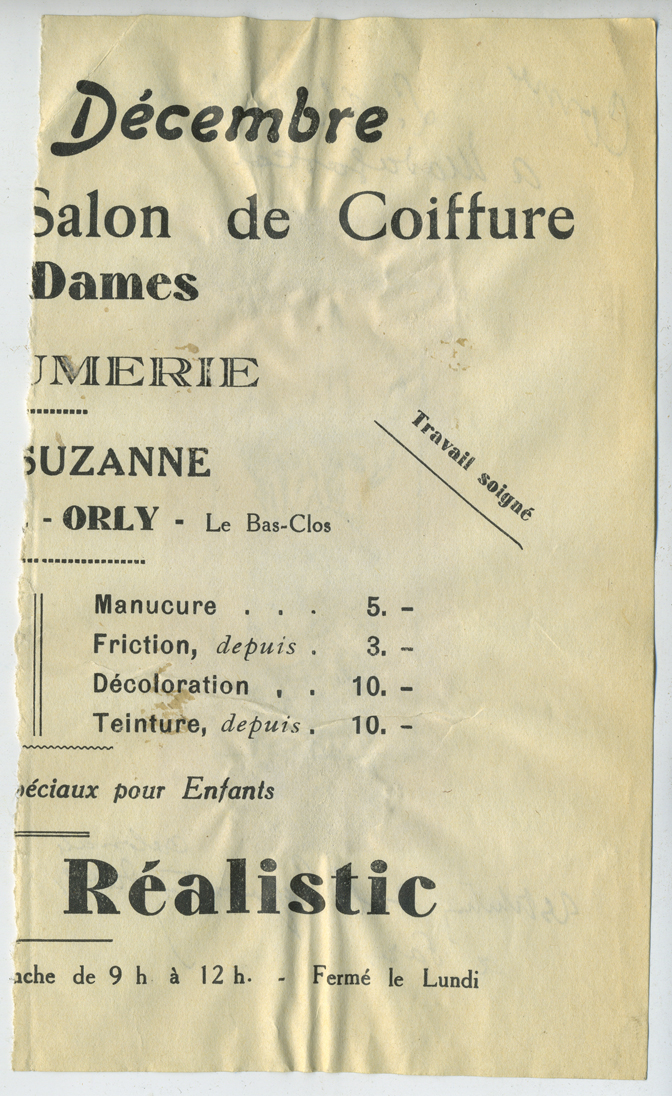 Décembre
Salon de Coiffure
Dames
UMERIE
SUZANNE
- ORLY - Le Bas-Clos
Travail soigné
Manucure . . . 5. -
Friction, depuis . 3. -
Décoloration . . 10. -
Teinture, depuis . 10. -
péciaux pour Enfants
Réalistic
nche de 9 h à 12 h. - Fermé le Lundi